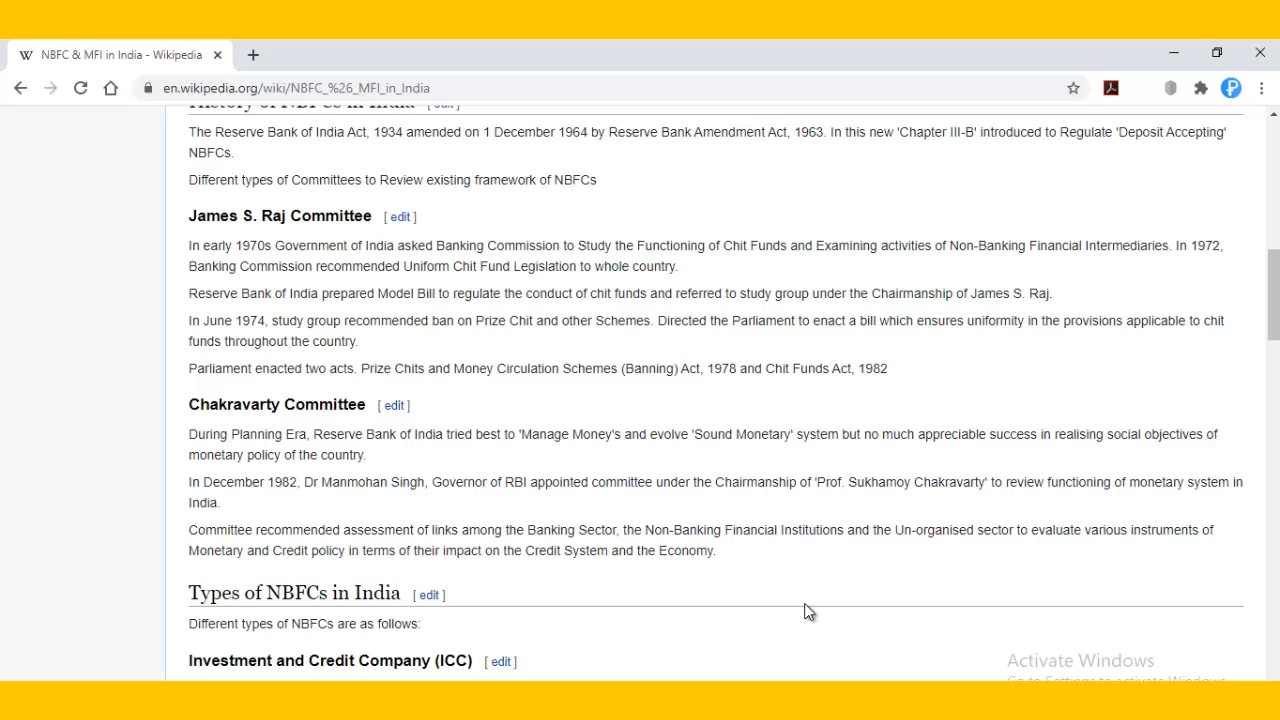 NBFC & MFI in India - Wikipedia
en.wikipedia.org/wiki/NBFC_%26_MFI_in_India
History of NBFCs in India [ edit ]
The Reserve Bank of India Act, 1934 amended on 1 December 1964 by Reserve Bank Amendment Act, 1963. In this new 'Chapter III-B' introduced to Regulate 'Deposit Accepting'
NBFCs.
Different types of Committees to Review existing framework of NBFCs
James S. Raj Committee [ edit ]
In early 1970s Government of India asked Banking Commission to Study the Functioning of Chit Funds and Examining activities of Non-Banking Financial Intermediaries. In 1972,
Banking Commission recommended Uniform Chit Fund Legislation to whole country.
Reserve Bank of India prepared Model Bill to regulate the conduct of chit funds and referred to study group under the Chairmanship of James S. Raj.
In June 1974, study group recommended ban on Prize Chit and other Schemes. Directed the Parliament to enact a bill which ensures uniformity in the provisions applicable to chit
funds throughout the country.
Parliament enacted two acts. Prize Chits and Money Circulation Schemes (Banning) Act, 1978 and Chit Funds Act, 1982
Chakravarty Committee [ edit ]
During Planning Era, Reserve Bank of India tried best to 'Manage Money's and evolve 'Sound Monetary' system but no much appreciable success in realising social objectives of
monetary policy of the country.
In December 1982, Dr Manmohan Singh, Governor of RBI appointed committee under the Chairmanship of 'Prof. Sukhamoy Chakravarty' to review functioning of monetary system in
India.
Committee recommended assessment of links among the Banking Sector, the Non-Banking Financial Institutions and the Un-organised sector to evaluate various instruments of
Monetary and Credit policy in terms of their impact on the Credit System and the Economy.
Types of NBFCs in India [ edit ]
Different types of NBFCs are as follows:
Investment and Credit Company (ICC) [ edit ]
Activate Windows
Go to Settings to activate Windows.